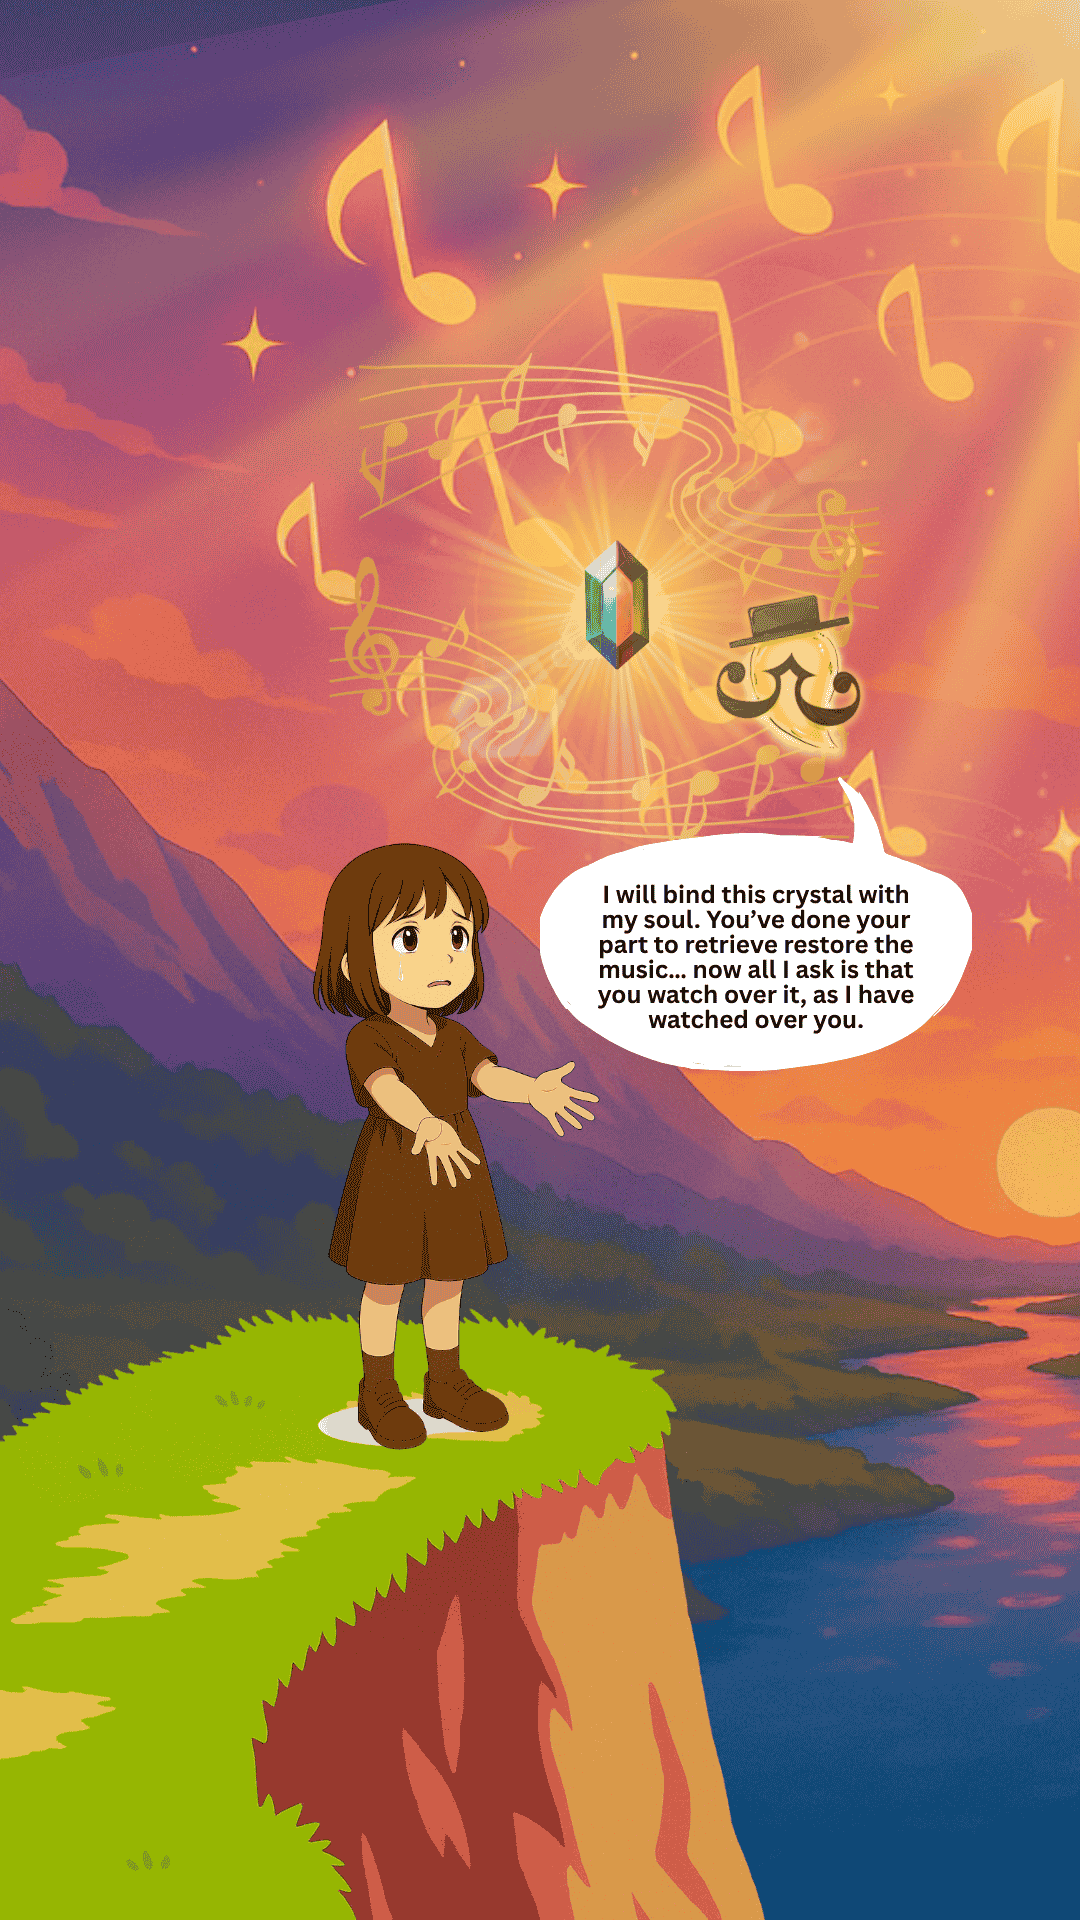 I will bind this crystal with
my soul. You’ve done your
part to retrieve restore the
music... now all I ask is that
you watch over it, as I have
watched over you.